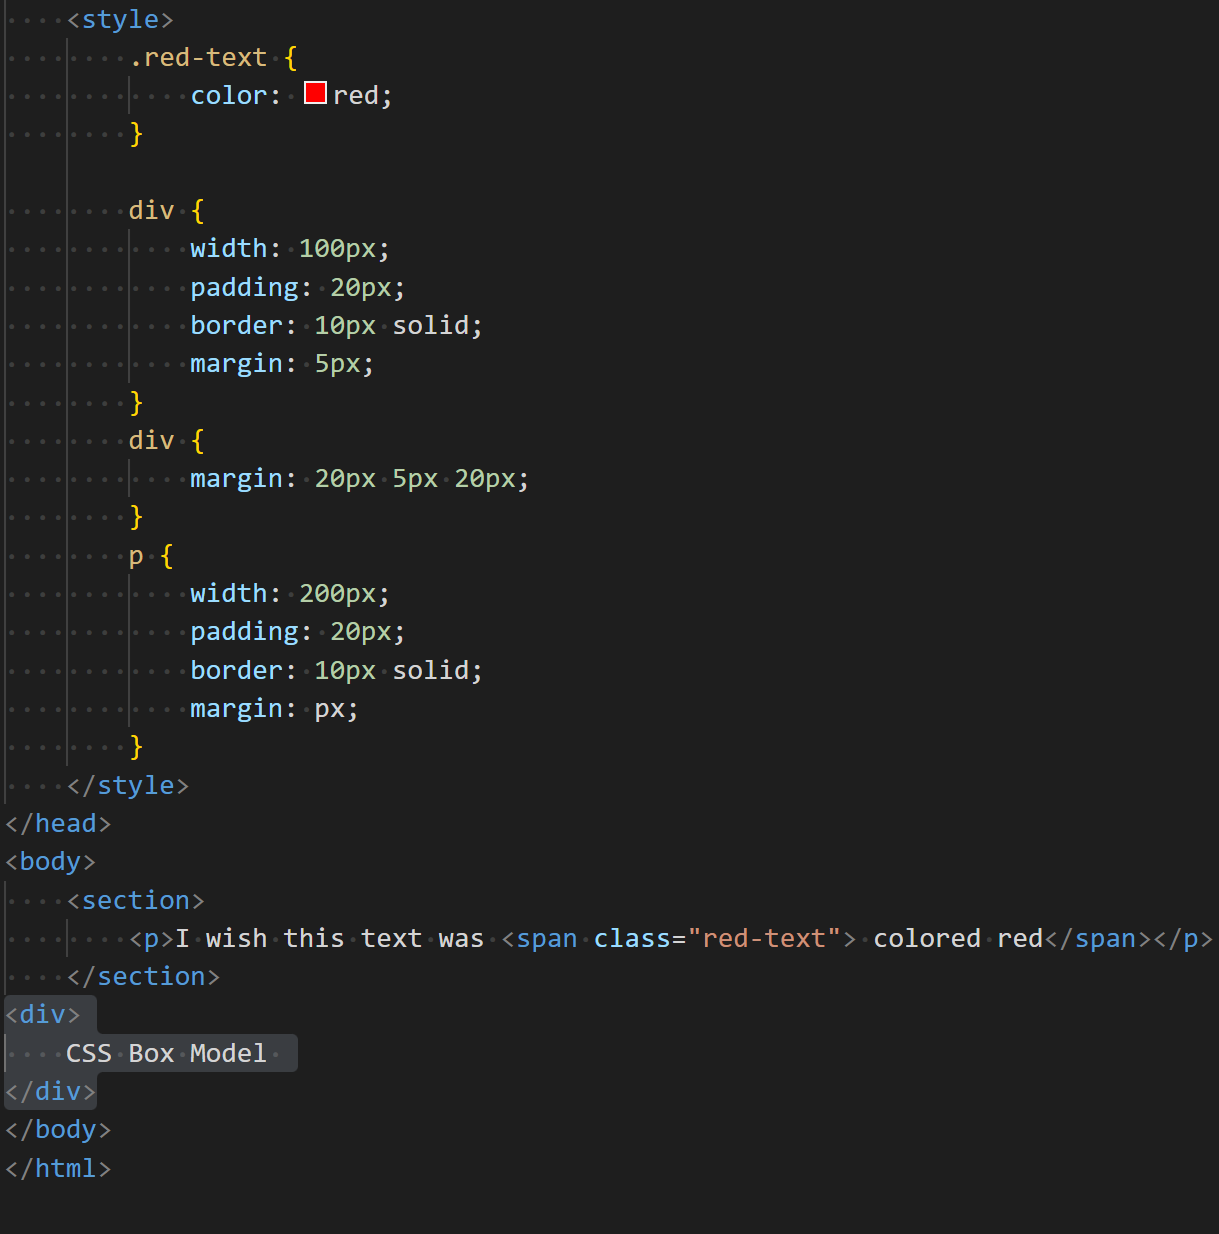 <style>
.red-text {
color: red;
}
div {
width: 100px;
padding: 20px;
border: 10px solid;
margin: 5px;
}
div {
margin: 20px 5px 20px;
}
p {
width: 200px;
padding: 20px;
border: 10px solid;
margin: px;
}
</style>
</head>
<body>
<section>
<p>I wish this text was <span class="red-text"> colored red</span></p>
</section>
<div>
CSS Box Model
</div>
</body>
</html>